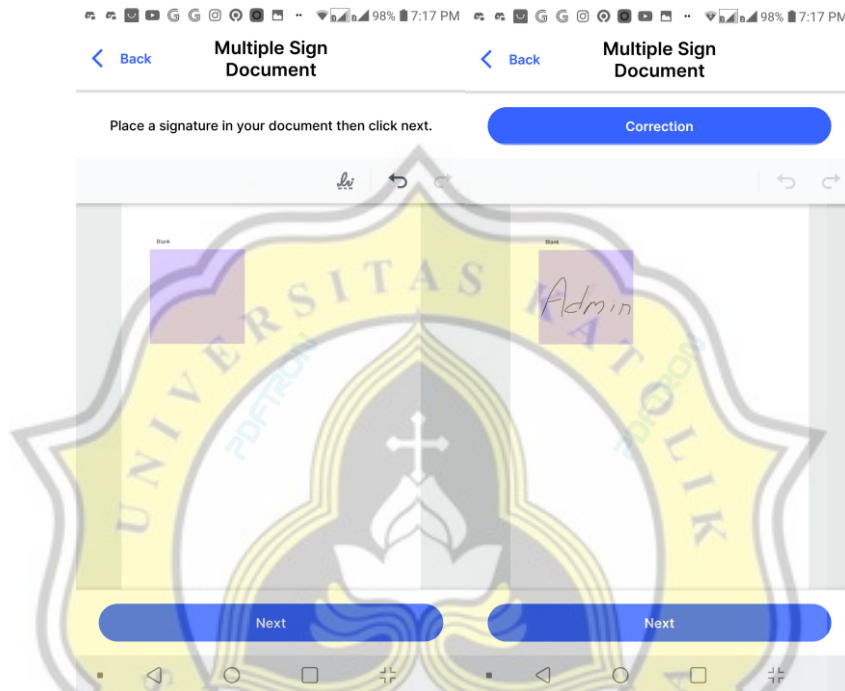 98% 7:17 PM
Back
Multiple Sign
Document
Place a signature in your document then click next.
Blank
PDFTRON
Next
98% 7:17 PM
Back
Multiple Sign
Document
Correction
Blank
Admin
PDFTRON
Next
UNIVERSITAS KATOLIK